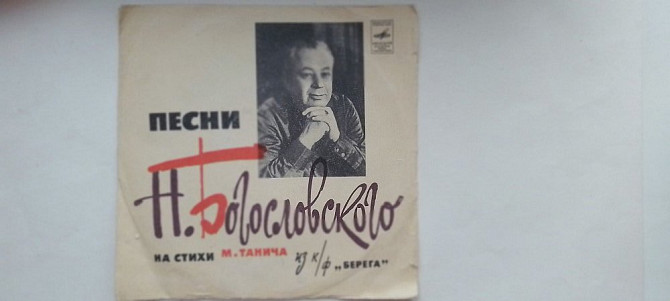 ПЕСНИ
Н. Богословского
НА СТИХИ М. ТАНИЧА из к/ф „БЕРЕГА"